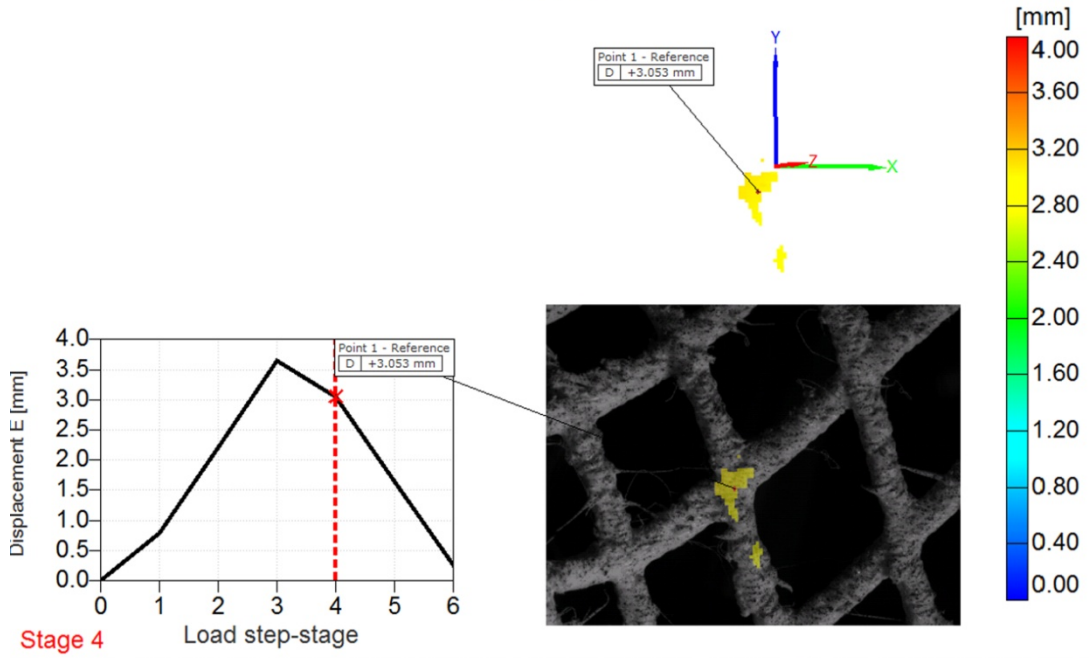 [mm]
4.00
3.60
3.20
2.80
2.40
2.00
1.60
1.20
0.80
0.40
0.00
Y
Point 1 - Reference
D +3.053 mm
Z
X
Displacement E [mm]
4.0
3.5
3.0
2.5
2.0
1.5
1.0
0.5
0.0
Point 1 - Reference
D +3.053 mm
0 1 2 3 4 5 6
Load step-stage
Stage 4